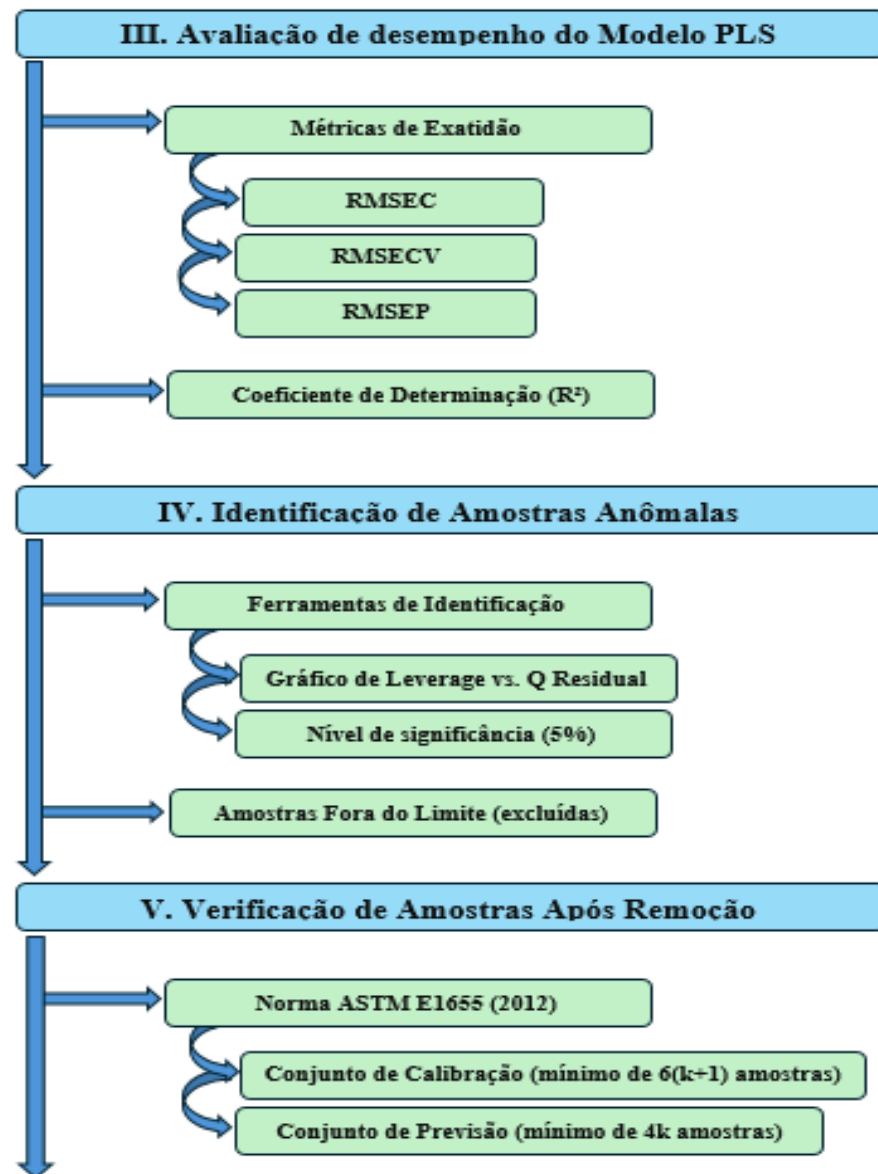 III. Avaliação de desempenho do Modelo PLS
Métricas de Exatidão
RMSEC
RMSECV
RMSEP
Coeficiente de Determinação (R²)
IV. Identificação de Amostras Anômalas
Ferramentas de Identificação
Gráfico de Leverage vs. Q Residual
Nível de significância (5%)
Amostras Fora do Limite (excluídas)
V. Verificação de Amostras Após Remoção
Norma ASTM E1655 (2012)
Conjunto de Calibração (mínimo de 6(k+1) amostras)
Conjunto de Previsão (mínimo de 4k amostras)